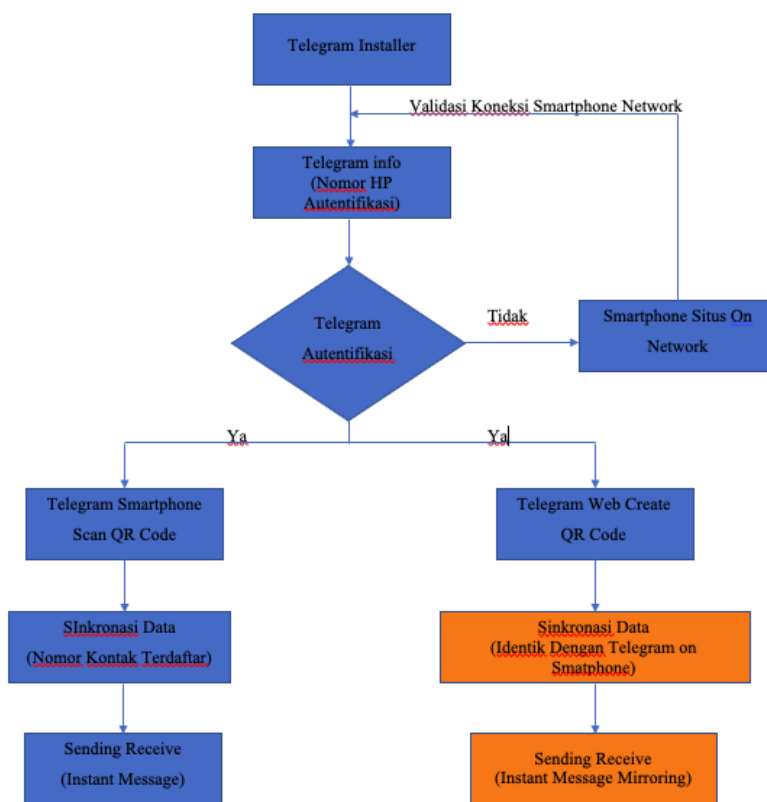 Telegram Installer
Validasi Koneksi Smartphone Network
Telegram info
(Nomor HP
Autentifikasi)
Telegram
Autentifikasi
Tidak
Smartphone Situs On
Network
Ya
Ya
Telegram Smartphone
Scan QR Code
Telegram Web Create
QR Code
SInkronasi Data
(Nomor Kontak Terdaftar)
Sinkronasi Data
(Identik Dengan Telegram on
Smatphone)
Sending Receive
(Instant Message)
Sending Receive
(Instant Message Mirroring)